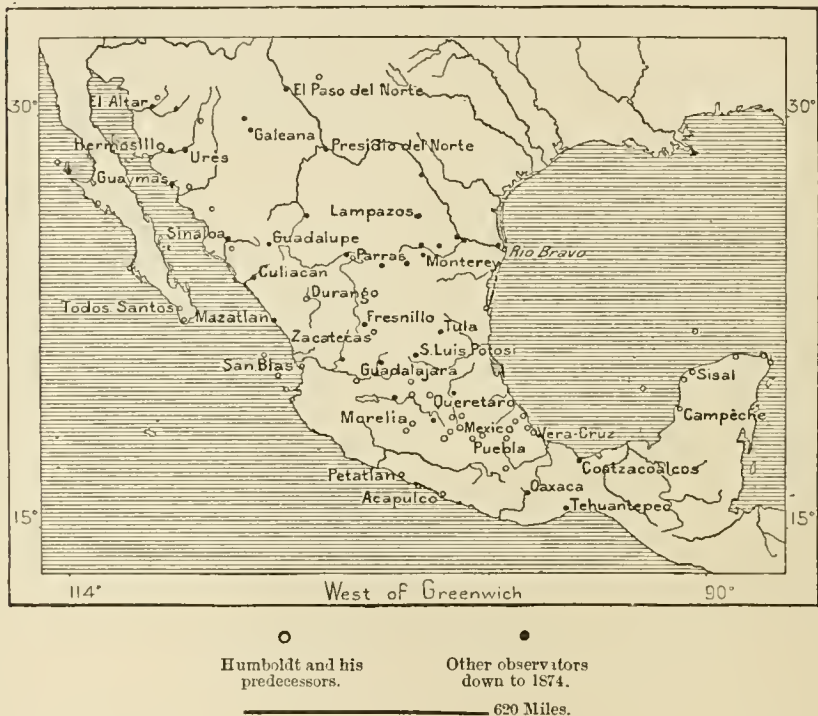 30°
30°
El Altar
El Paso del Norte
Galeana
Hermosillo
Ures
Presidio del Norte
Guaymas
Lampazos
Sinaloa
Guadalupe
Rio Bravo
Parras
Monterey
Culiacan
Durango
Todos Santos
Mazatlan
Fresnillo
Tula
Zacatecas
S. Luis Potosi
San Blas
Guadalajara
Sisal
Queretaro
Campêche
Morelia
Mexico
Vera-Cruz
Puebla
Coatzacoalcos
Petatlan
Oaxaca
Acapulco
Tehuantepec
15°
15°
114°
West of Greenwich
90°
Humboldt and his
predecessors.
Other observators
down to 1874.
620 Miles.